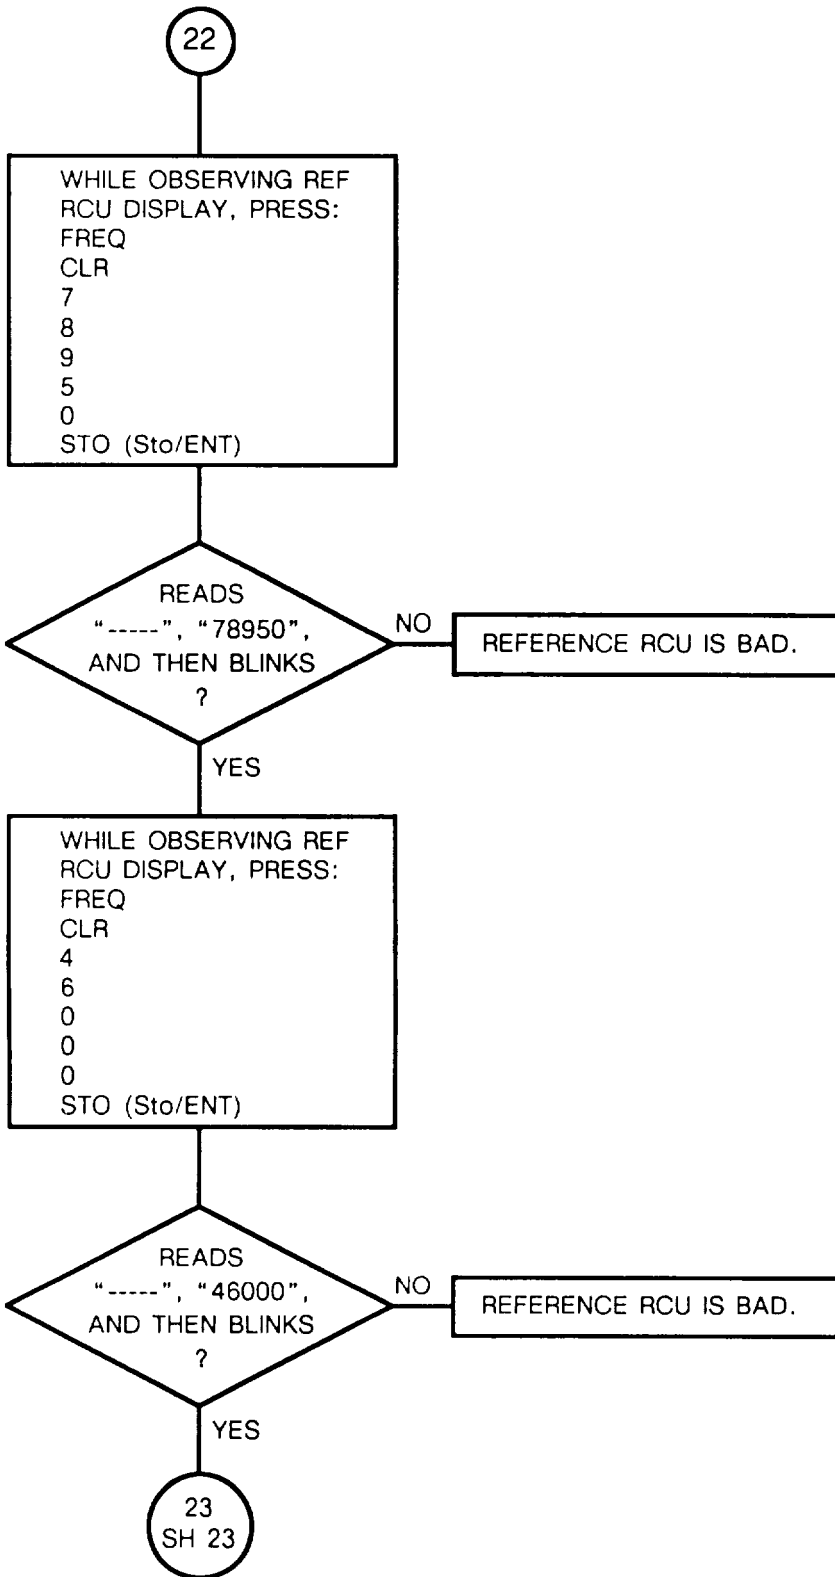 22
WHILE OBSERVING REF
RCU DISPLAY, PRESS:
FREQ
CLR
7
8
9
5
0
STO (Sto/ENT)
READS
"-----", "78950",
AND THEN BLINKS
?
NO
REFERENCE RCU IS BAD.
YES
WHILE OBSERVING REF
RCU DISPLAY, PRESS:
FREQ
CLR
4
6
0
0
0
STO (Sto/ENT)
READS
"-----", "46000",
AND THEN BLINKS
?
NO
REFERENCE RCU IS BAD.
YES
23
SH 23